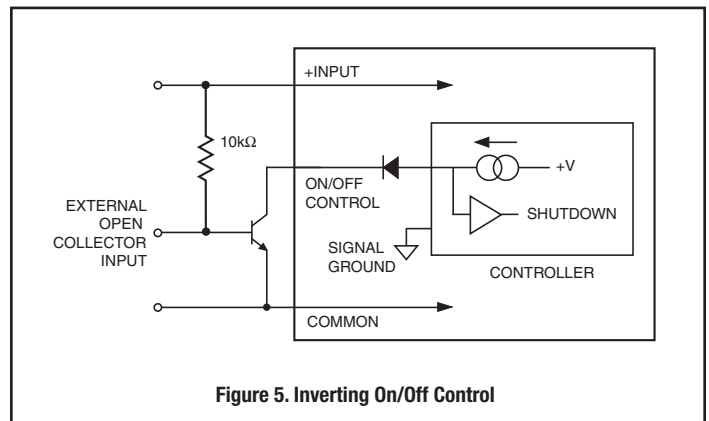 +INPUT
10kΩ
+V
ON/OFF
CONTROL
EXTERNAL
OPEN
COLLECTOR
INPUT
SHUTDOWN
SIGNAL
GROUND
CONTROLLER
COMMON
Figure 5. Inverting On/Off Control